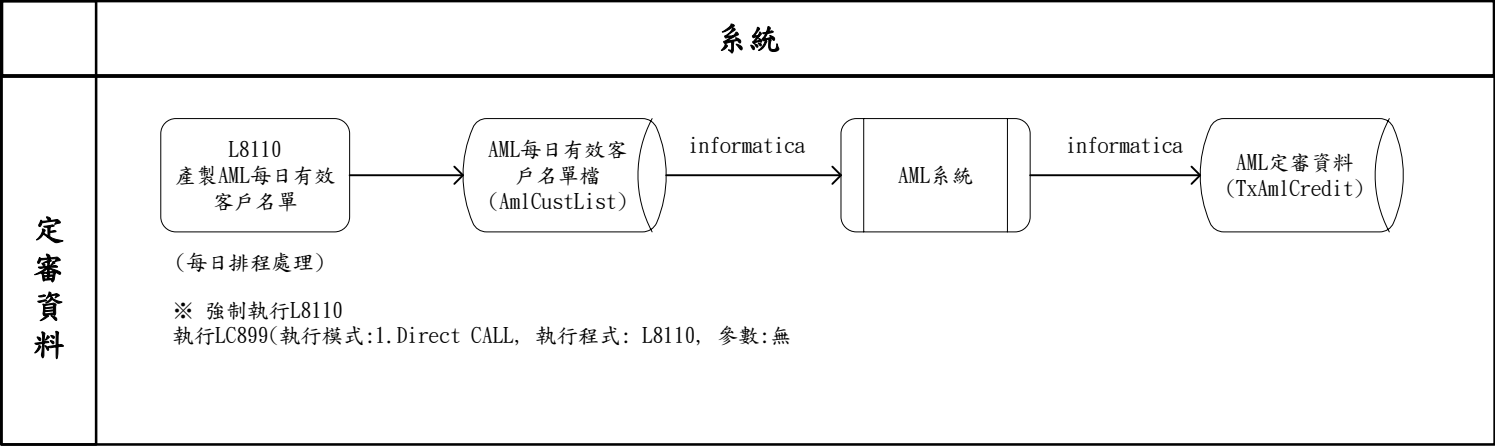 系統
定
審
資
料
L8110
產製AML每日有效
客戶名單
AML每日有效客
戶名單檔
(AmlCustList)
informatica
AML系統
informatica
AML定審資料
(TxAmlCredit)
(每日排程處理)
※ 強制執行L8110
執行LC899(執行模式:1.Direct CALL, 執行程式: L8110, 參數:無